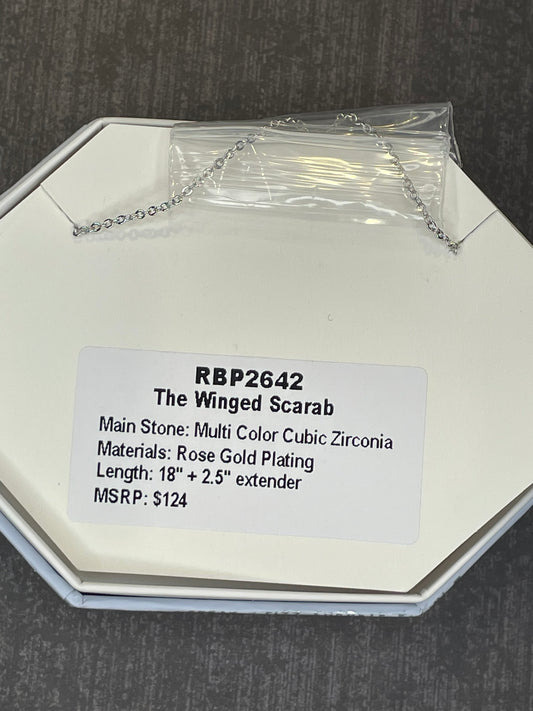 RBP2642
The Winged Scarab
Main Stone: Multi Color Cubic Zirconia
Materials: Rose Gold Plating
Length: 18" + 2.5" extender
MSRP: $124